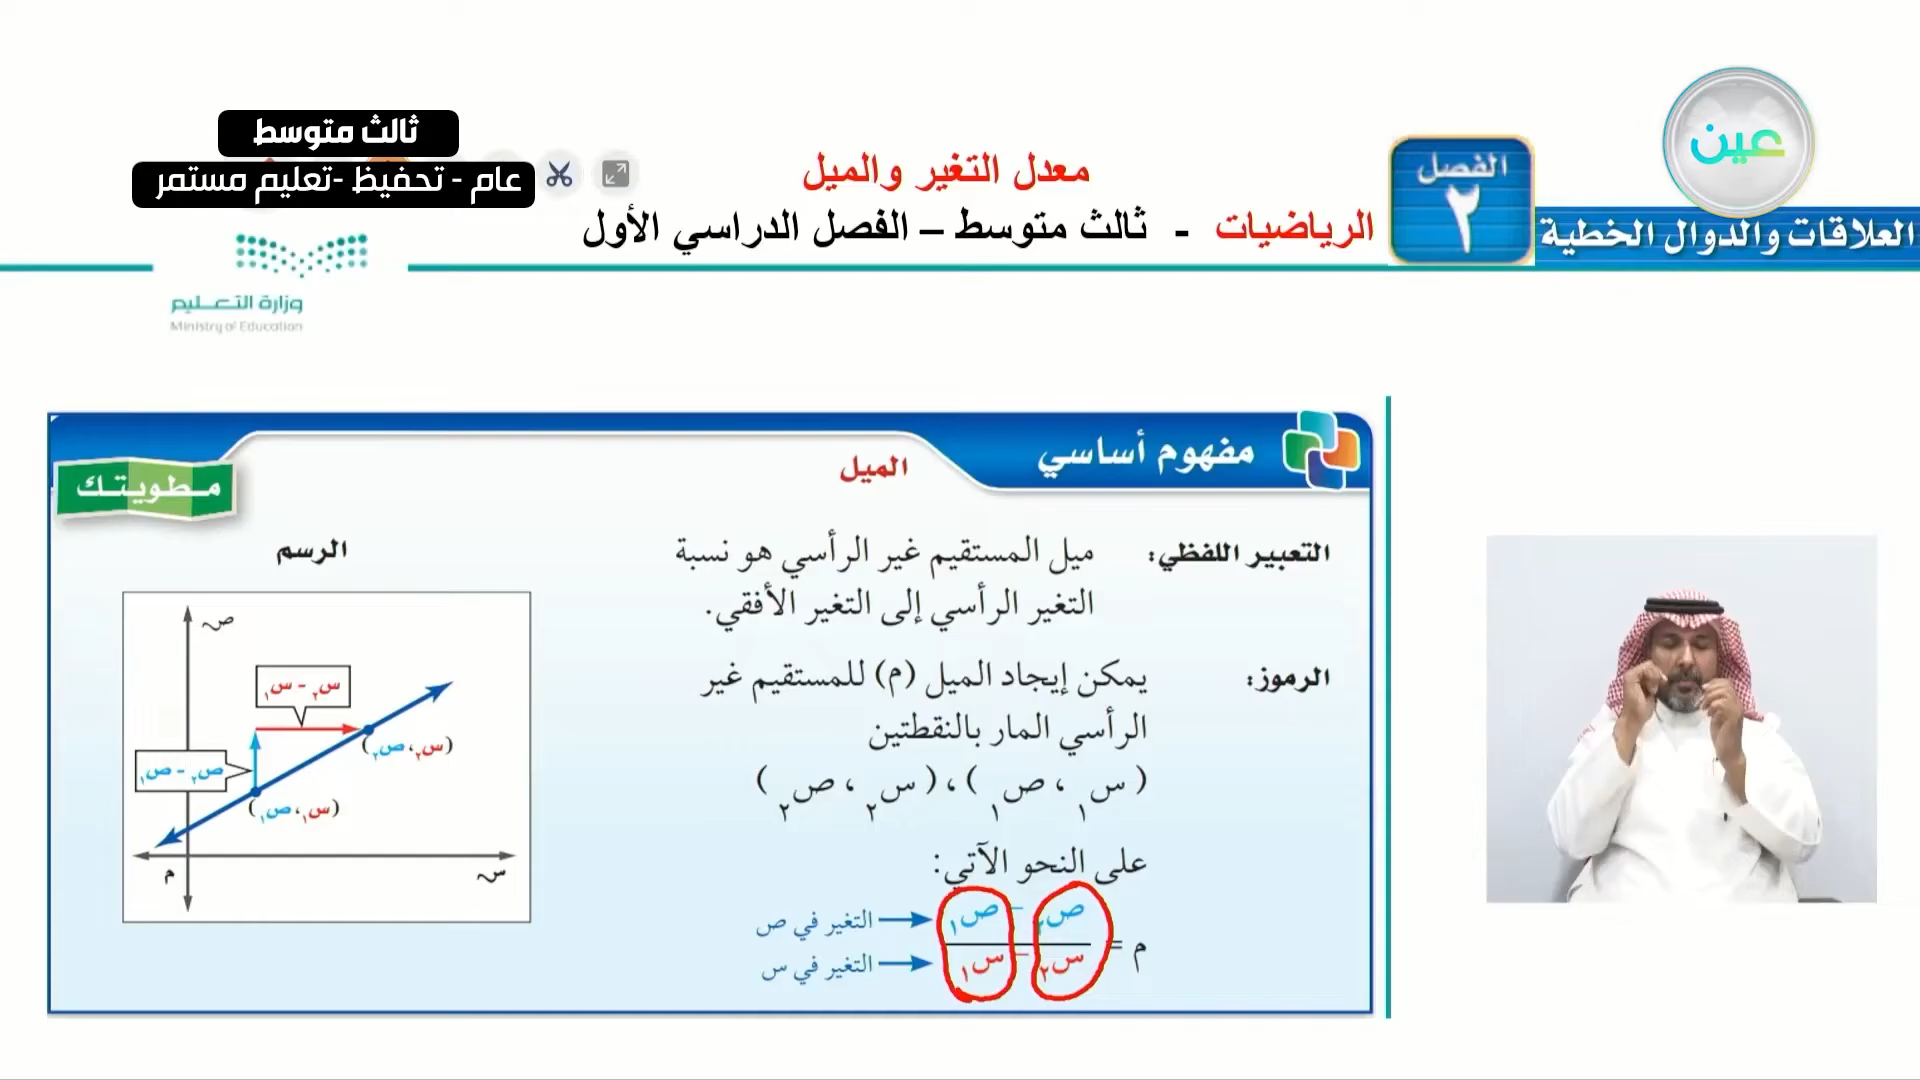 عين
ثالث متوسط
عام - تحفيظ -تعليم مستمر
معدل التغير والميل
الرياضيات - ثالث متوسط – الفصل الدراسي الأول
الفصل
٢
العلاقات والدوال الخطية
وزارة التعـــليم
Ministry of Education
مفهوم أساسي
الميل
مـطويـتـك
التعبير اللفظي: ميل المستقيم غير الرأسي هو نسبة
التغير الرأسي إلى التغير الأفقي.
الرموز: يمكن إيجاد الميل (م) للمستقيم غير
الرأسي المار بالنقطتين
(س١ ، ص١) ، (س٢ ، ص٢)
على النحو الآتي:
م = ص٢ – ص١ / س٢ – س١
التغير في ص
التغير في س
الرسم
ص
س٢ - س١
(س٢، ص٢)
ص٢ - ص١
(س١، ص١)
م
س